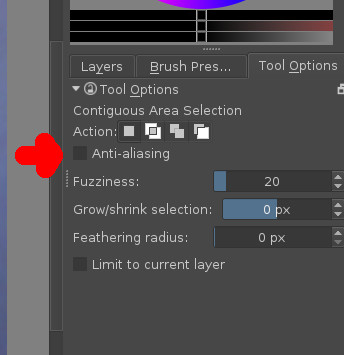 Layers
Brush Pres...
Tool Options
Tool Options
Contiguous Area Selection
Action:
Anti-aliasing
Fuzziness: 20
Grow/shrink selection: 0 px
Feathering radius: 0 px
Limit to current layer